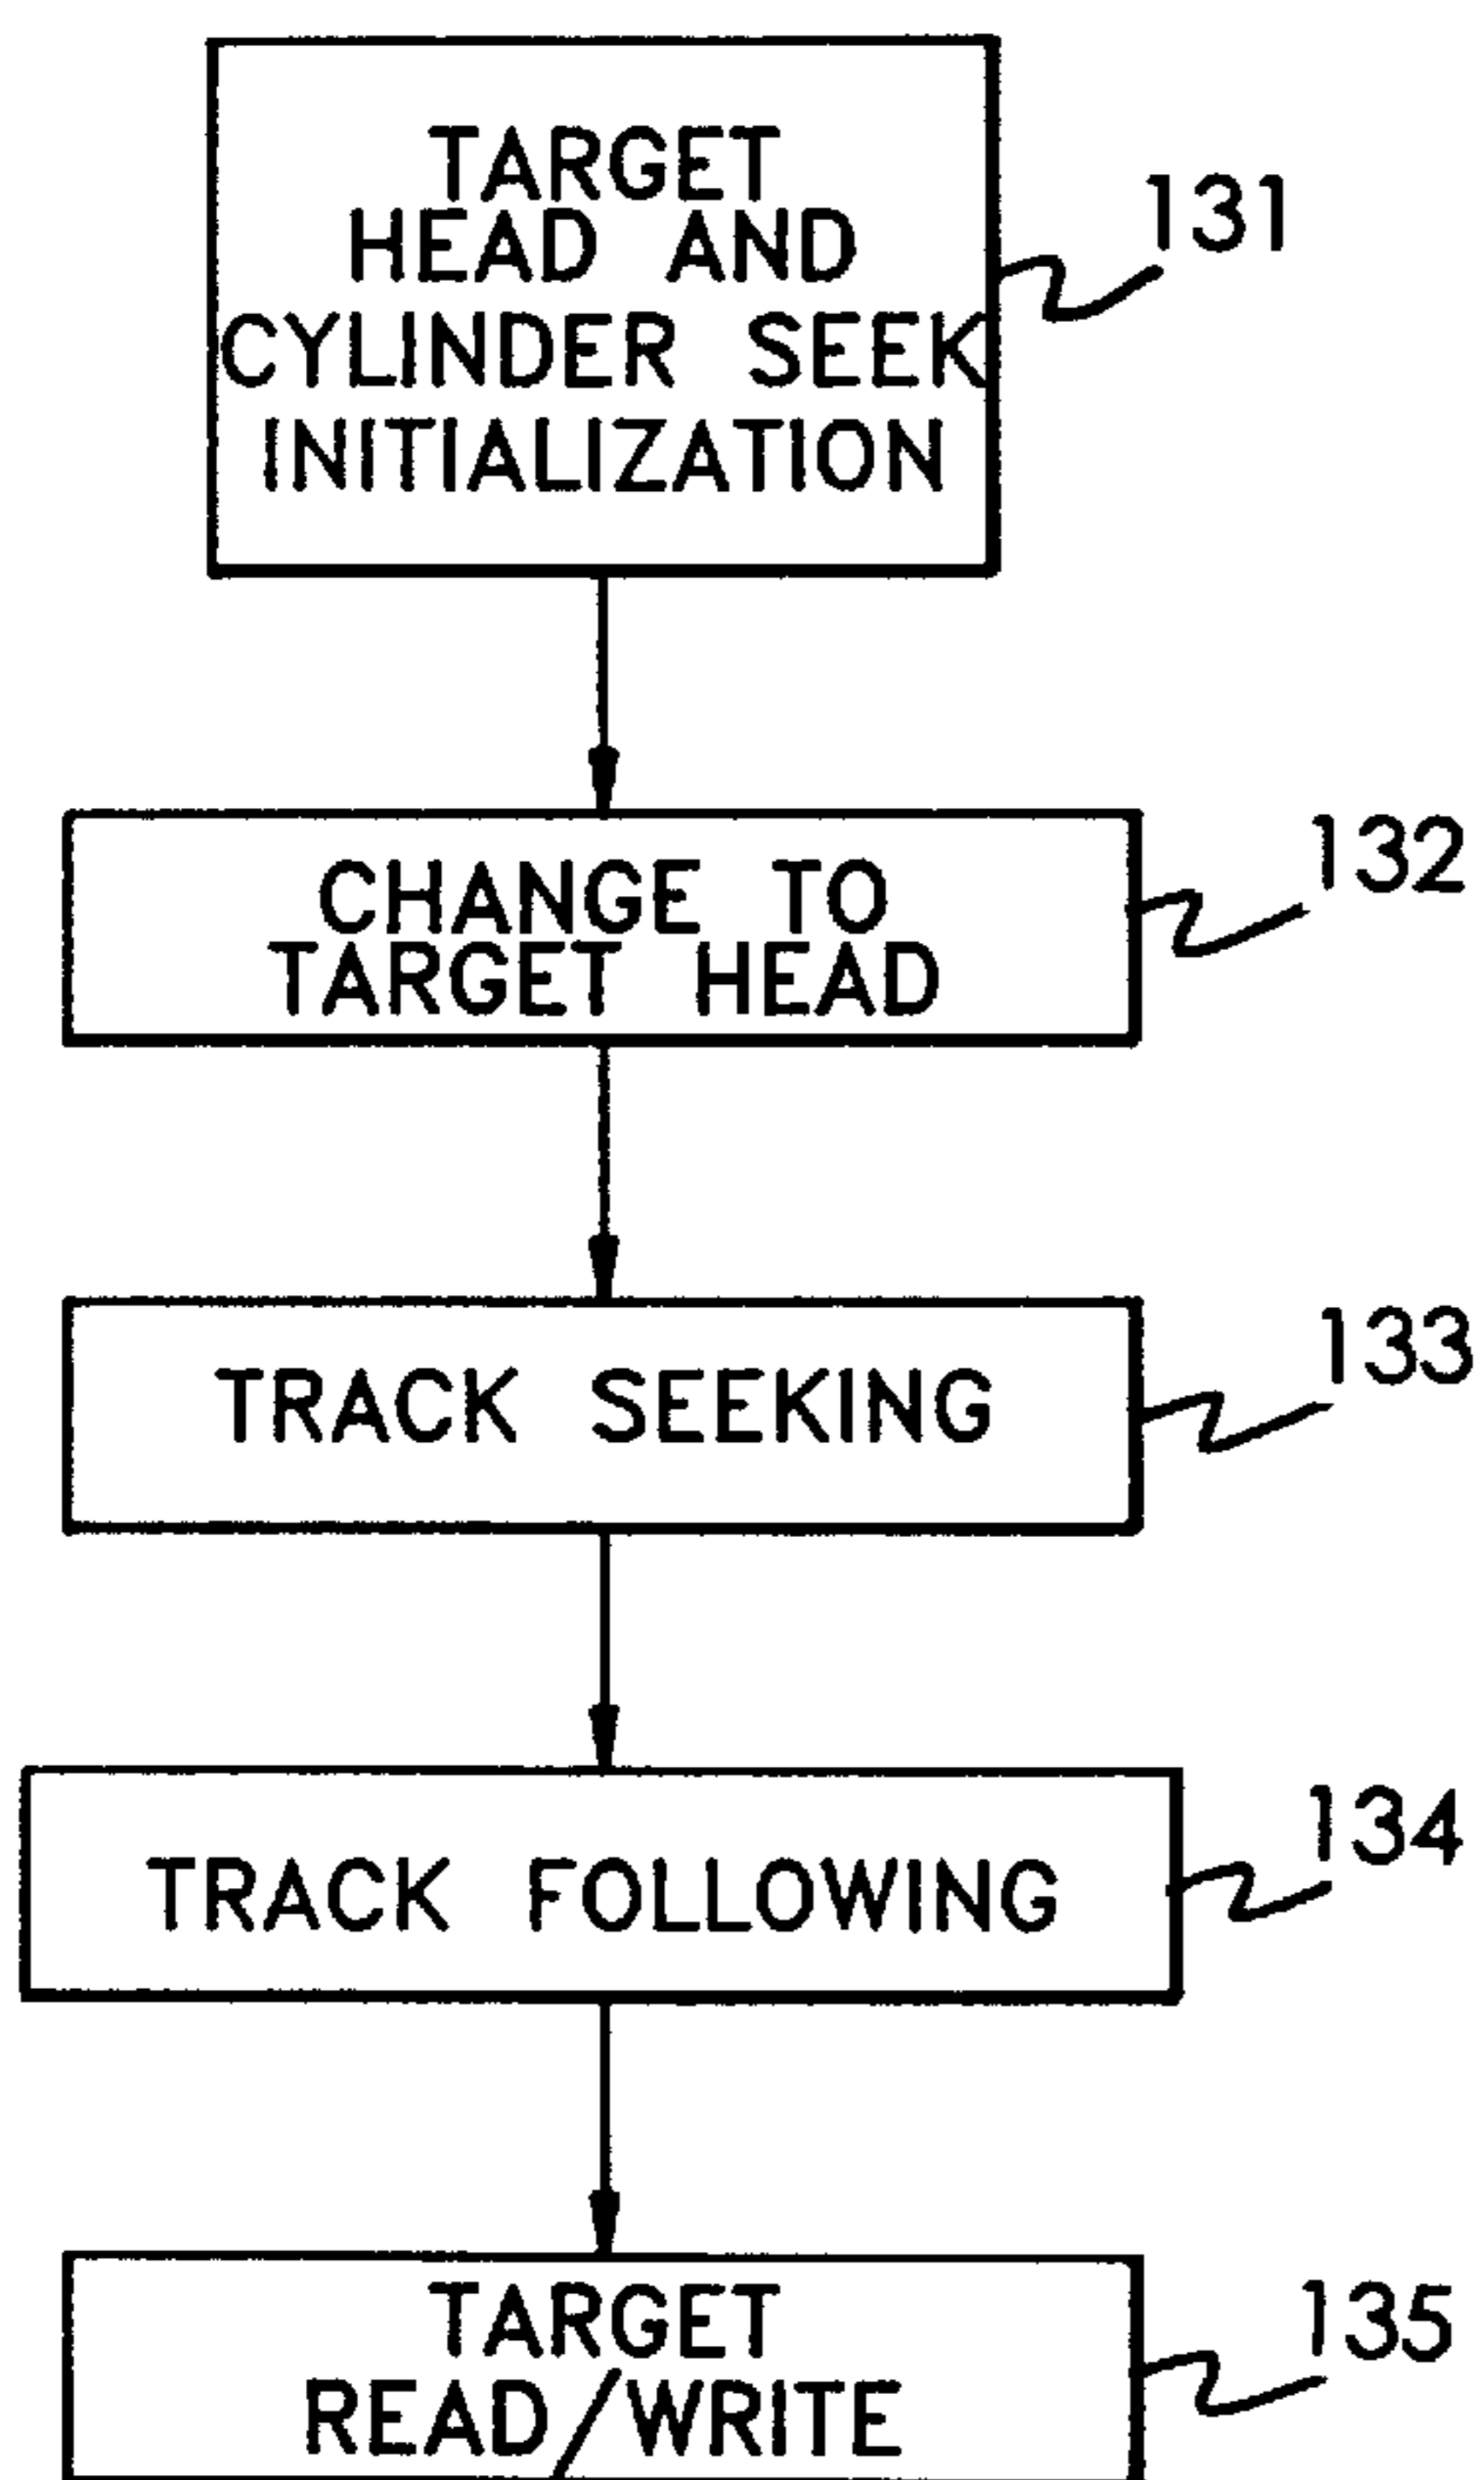 TARGET
HEAD AND
CYLINDER SEEK
INITIALIZATION
131
CHANGE TO
TARGET HEAD
132
TRACK SEEKING
133
TRACK FOLLOWING
134
TARGET
READ/WRITE
135